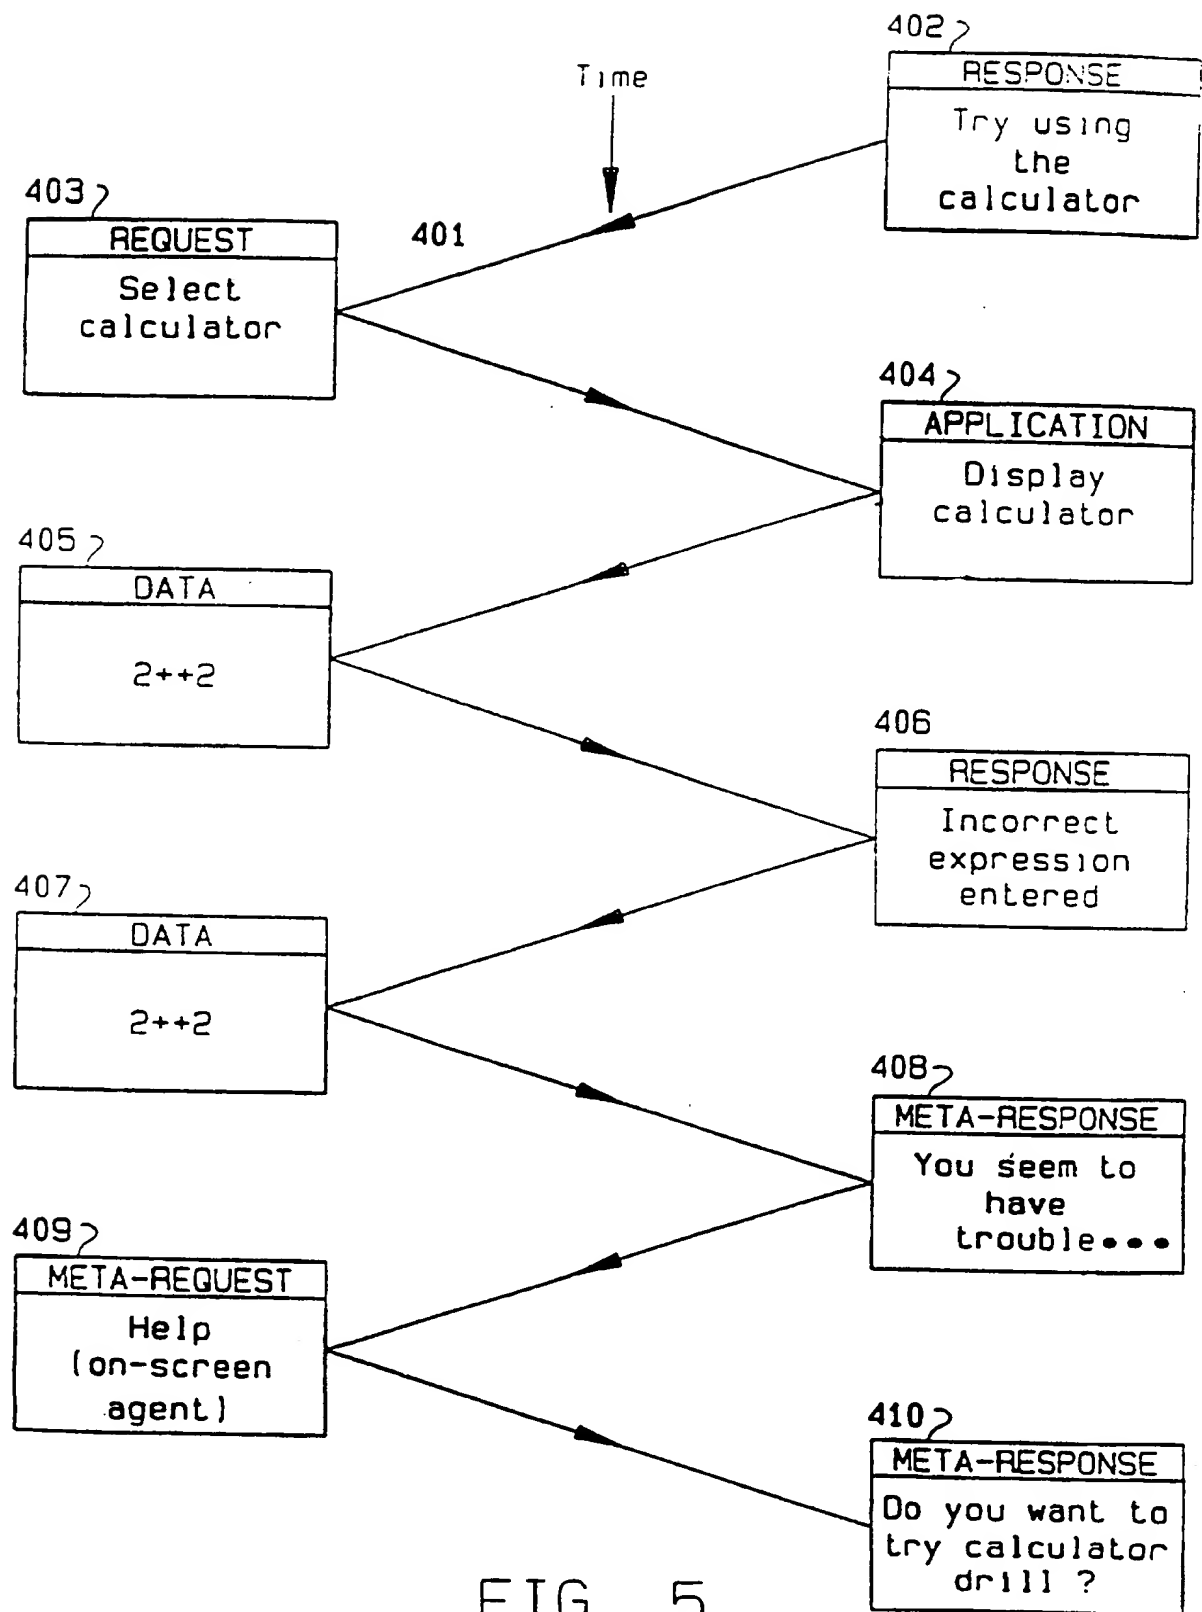 402
RESPONSE
Try using
the
calculator
Time
403
REQUEST
Select
calculator
401
404
APPLICATION
Display
calculator
405
DATA
2++2
406
RESPONSE
Incorrect
expression
entered
407
DATA
2++2
408
META-RESPONSE
You seem to
have
trouble•••
409
META-REQUEST
Help
(on-screen
agent)
410
META-RESPONSE
Do you want to
try calculator
drill ?
FIG. 5